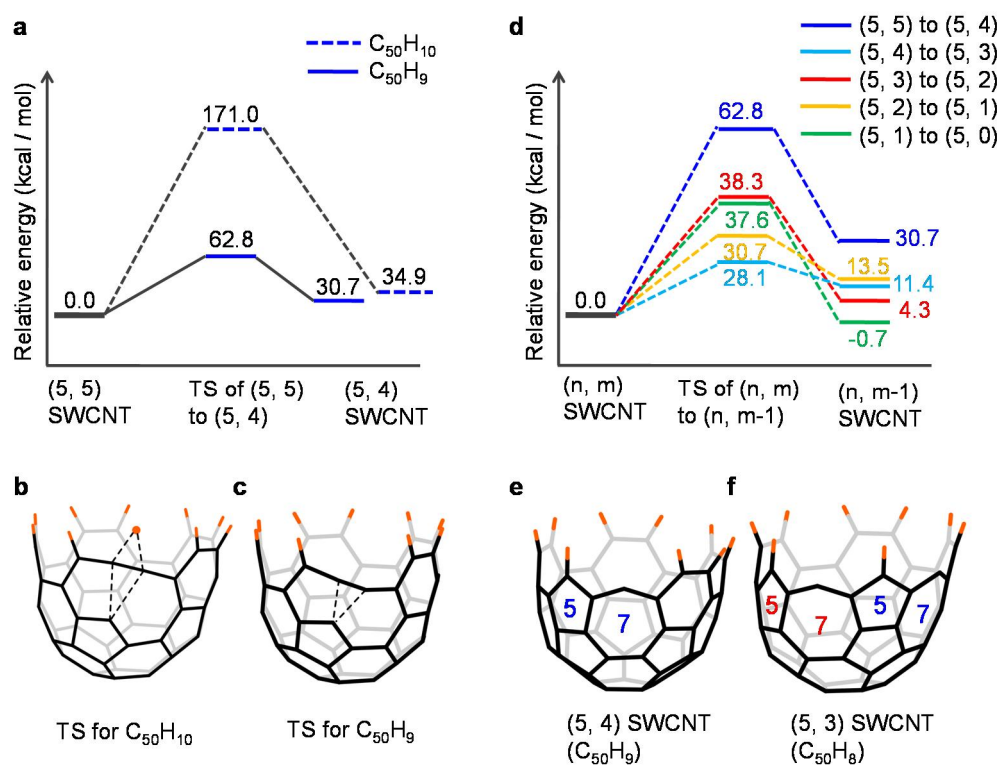 a
C₅₀H₁₀
C₅₀H₉
Relative energy (kcal / mol)
171.0
62.8
0.0
30.7
34.9
(5, 5)
SWCNT
TS of (5, 5)
to (5, 4)
(5, 4)
SWCNT
d
(5, 5) to (5, 4)
(5, 4) to (5, 3)
(5, 3) to (5, 2)
(5, 2) to (5, 1)
(5, 1) to (5, 0)
Relative energy (kcal / mol)
62.8
38.3
37.6
30.7
28.1
0.0
30.7
13.5
11.4
4.3
-0.7
(n, m)
SWCNT
TS of (n, m)
to (n, m-1)
(n, m-1)
SWCNT
b
TS for C₅₀H₁₀
c
TS for C₅₀H₉
e
5
7
(5, 4) SWCNT
(C₅₀H₉)
f
5
7
5
7
(5, 3) SWCNT
(C₅₀H₈)